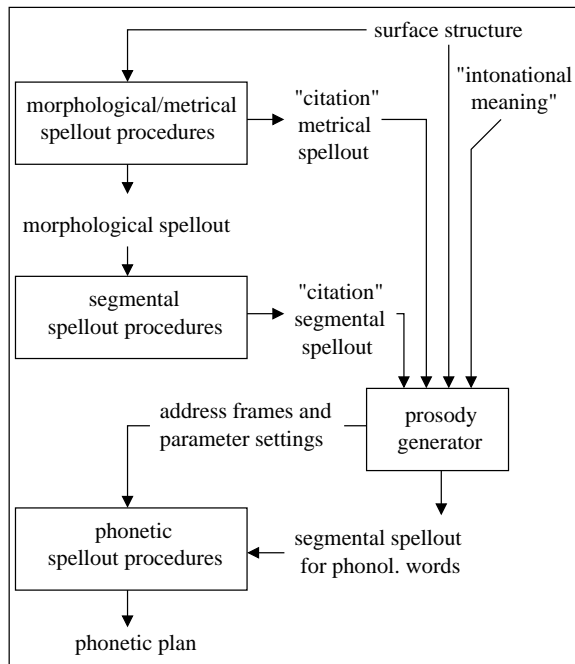 surface structure
morphological/metrical
spellout procedures
"citation"
metrical
spellout
"intonational
meaning"
morphological spellout
segmental
spellout procedures
"citation"
segmental
spellout
address frames and
parameter settings
prosody
generator
phonetic
spellout procedures
segmental spellout
for phonol. words
phonetic plan